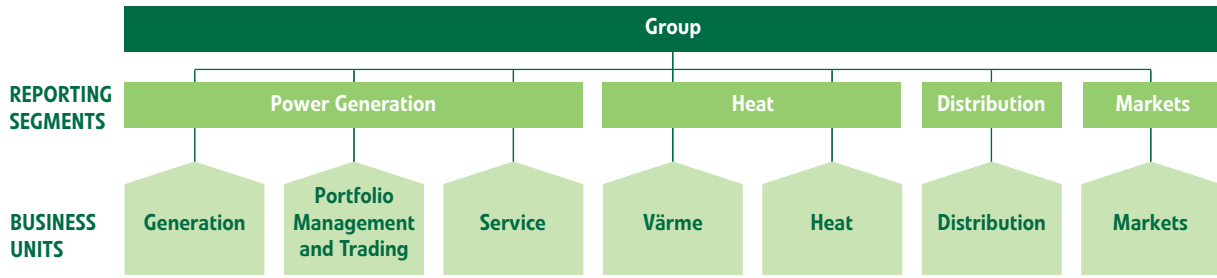 Group
REPORTING
SEGMENTS
Power Generation
Heat
Distribution
Markets
BUSINESS
UNITS
Generation
Portfolio
Management
and Trading
Service
Värme
Heat
Distribution
Markets